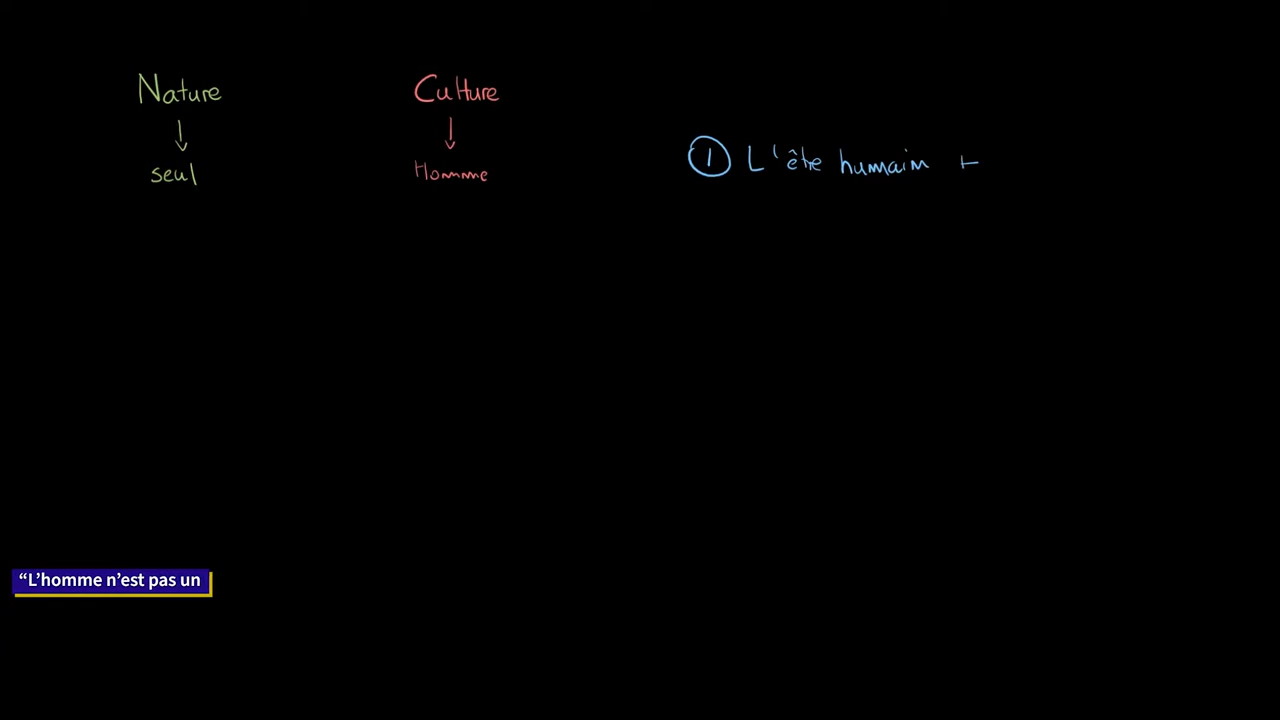 Nature
Culture
↓
↓
seul
Homme
① L'ête humain +
“L’homme n’est pas un